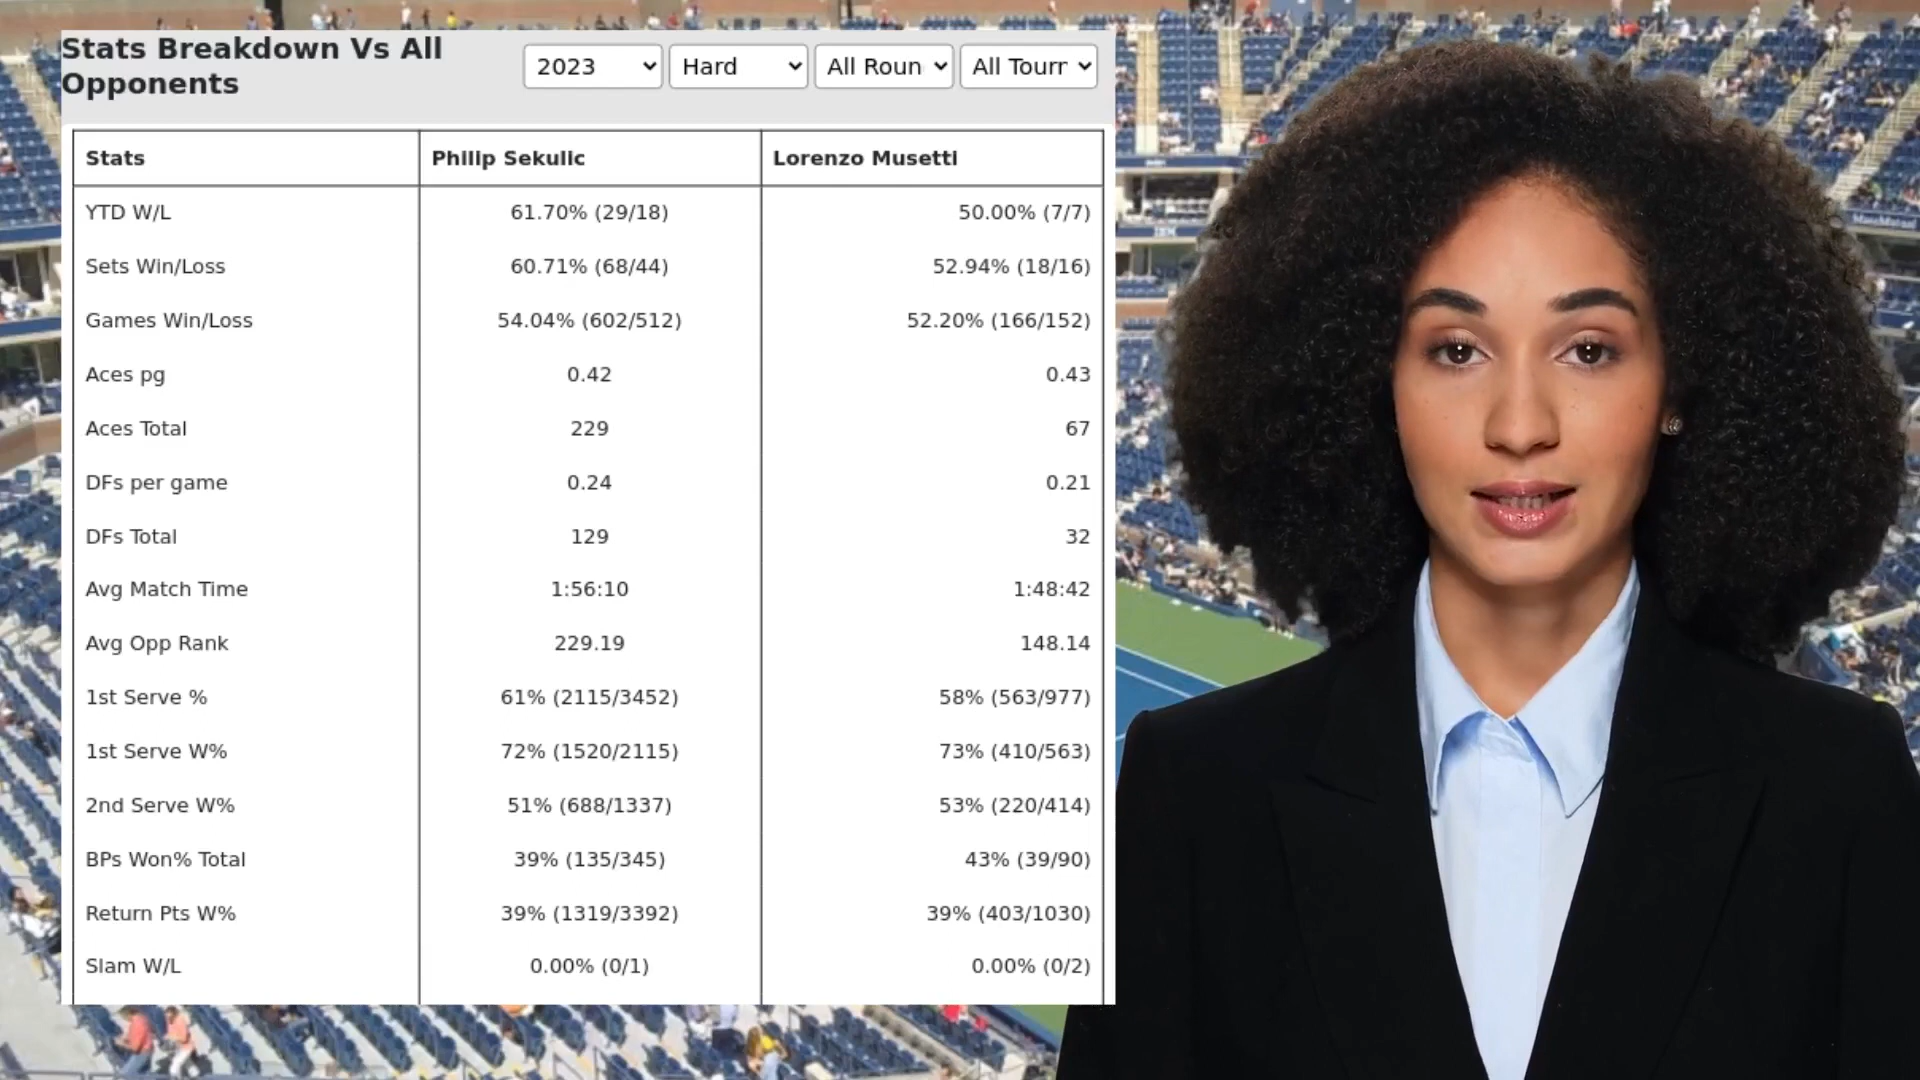 Stats Breakdown Vs All
Opponents
2023 Hard All Roun All Tourr
Stats Philip Sekulic Lorenzo Musetti
YTD W/L 61.70% (29/18) 50.00% (7/7)
Sets Win/Loss 60.71% (68/44) 52.94% (18/16)
Games Win/Loss 54.04% (602/512) 52.20% (166/152)
Aces pg 0.42 0.43
Aces Total 229 67
DFs per game 0.24 0.21
DFs Total 129 32
Avg Match Time 1:56:10 1:48:42
Avg Opp Rank 229.19 148.14
1st Serve % 61% (2115/3452) 58% (563/977)
1st Serve W% 72% (1520/2115) 73% (410/563)
2nd Serve W% 51% (688/1337) 53% (220/414)
BPs Won% Total 39% (135/345) 43% (39/90)
Return Pts W% 39% (1319/3392) 39% (403/1030)
Slam W/L 0.00% (0/1) 0.00% (0/2)
IBM